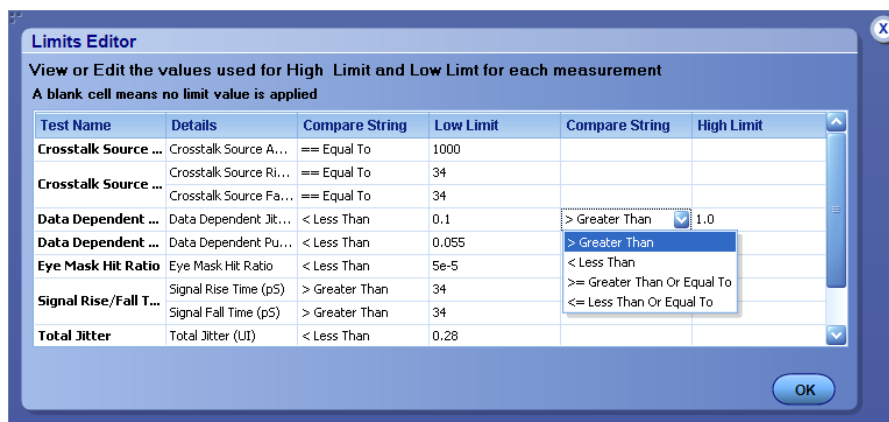 X
Limits Editor
View or Edit the values used for High Limit and Low Limt for each measurement
A blank cell means no limit value is applied
Test Name Details Compare String Low Limit Compare String High Limit
Crosstalk Source ... Crosstalk Source A... == Equal To 1000
Crosstalk Source ... Crosstalk Source Ri... == Equal To 34
Crosstalk Source Fa... == Equal To 34
Data Dependent ... Data Dependent Jit... < Less Than 0.1 > Greater Than 1.0
Data Dependent ... Data Dependent Pu... < Less Than 0.055
Eye Mask Hit Ratio Eye Mask Hit Ratio < Less Than 5e-5
Signal Rise/Fall T... Signal Rise Time (pS) > Greater Than 34
Signal Fall Time (pS) > Greater Than 34
Total Jitter Total Jitter (UI) < Less Than 0.28
> Greater Than
< Less Than
>= Greater Than Or Equal To
<= Less Than Or Equal To
OK